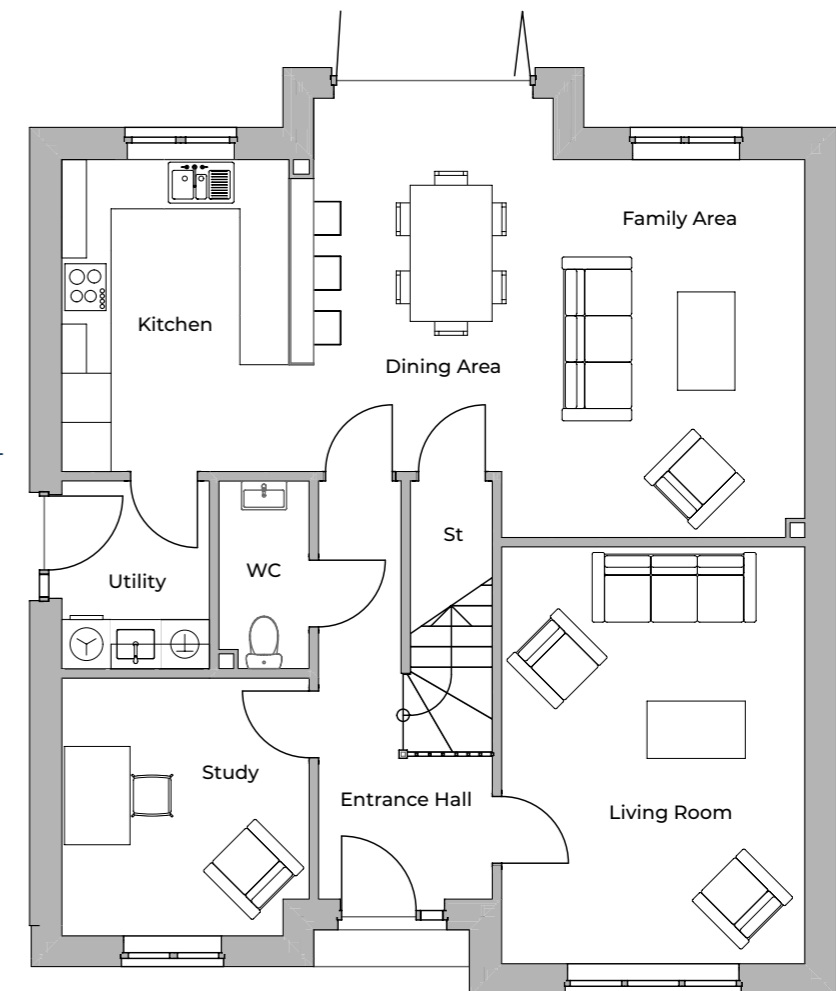 Family Area
Kitchen
Dining Area
St
WC
Utility
Study
Entrance Hall
Living Room